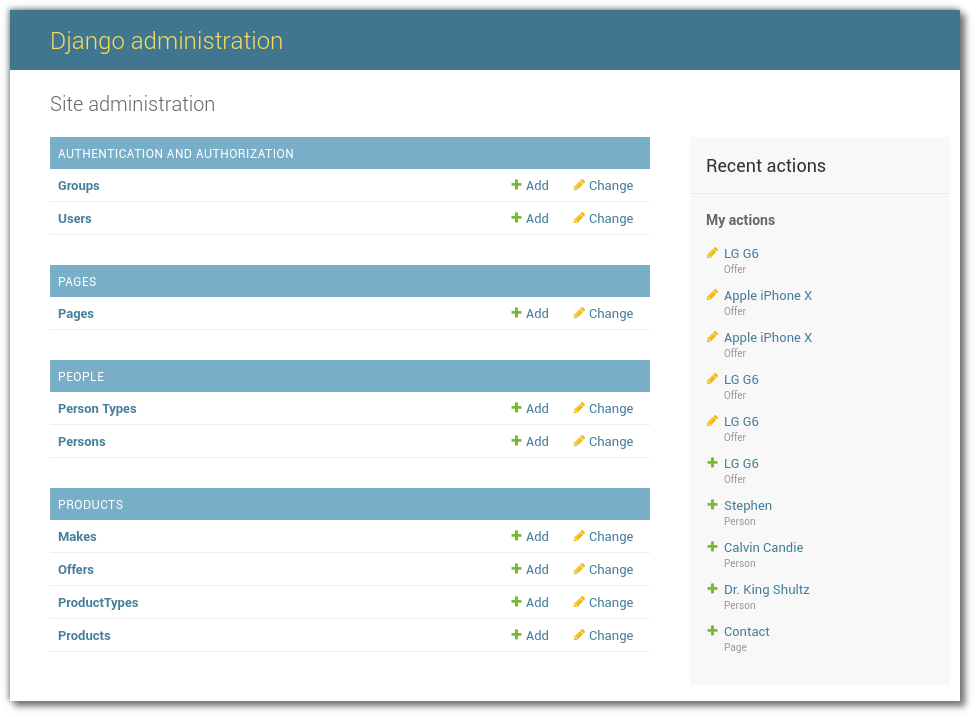 Django administration
Site administration
AUTHENTICATION AND AUTHORIZATION
Groups Add Change
Users Add Change
PAGES
Pages Add Change
PEOPLE
Person Types Add Change
Persons Add Change
PRODUCTS
Makes Add Change
Offers Add Change
ProductTypes Add Change
Products Add Change
Recent actions
My actions
LG G6
Offer
Apple iPhone X
Offer
Apple iPhone X
Offer
LG G6
Offer
LG G6
Offer
LG G6
Offer
Stephen
Person
Calvin Candie
Person
Dr. King Shultz
Person
Contact
Page